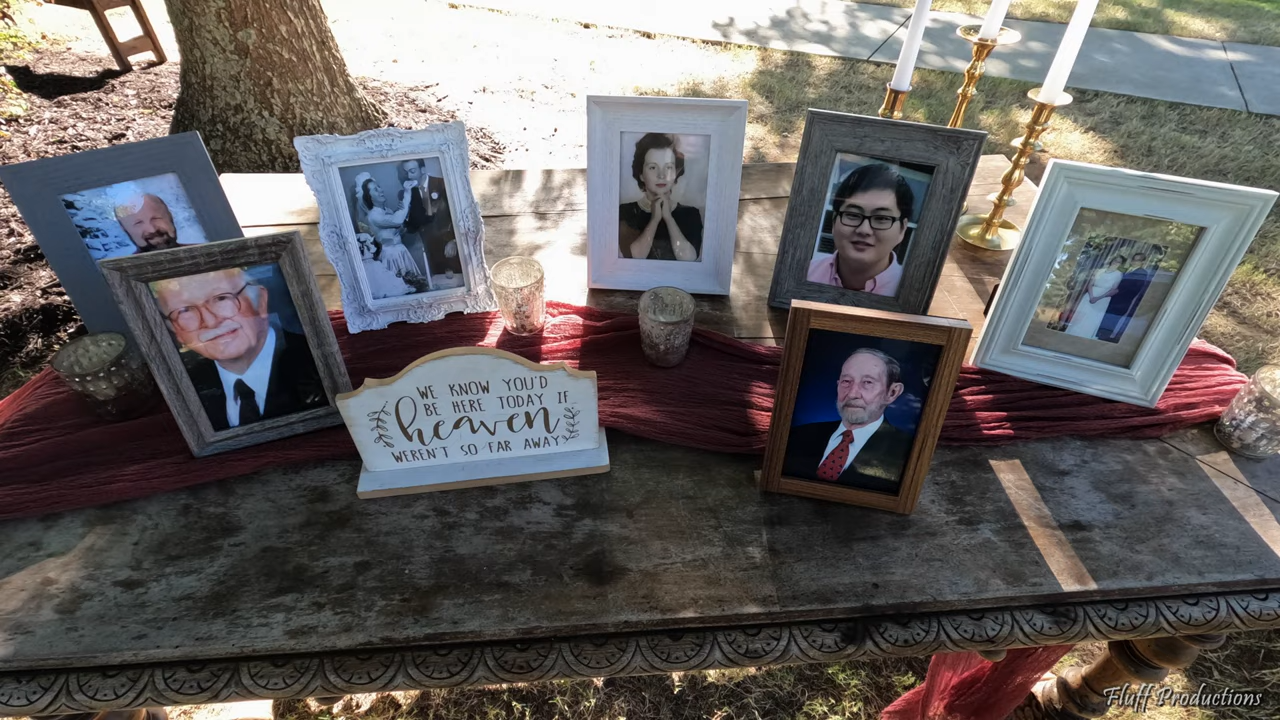 WE KNOW YOU'D
BE HERE TODAY IF
heaven
WEREN'T SO FAR AWAY
Fluff Productions